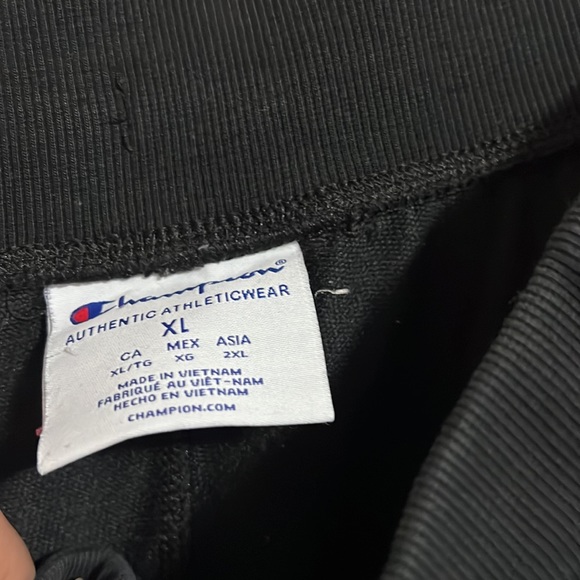 Champion®
AUTHENTIC ATHLETICWEAR
XL
CA MEX ASIA
XL/TG XG 2XL
MADE IN VIETNAM
FABRIQUÉ AU VIÊT-NAM
HECHO EN VIETNAM
CHAMPION.COM